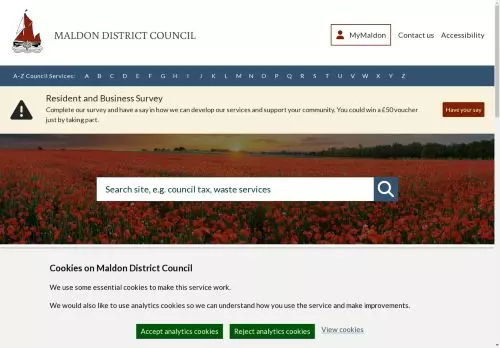 MALDON DISTRICT COUNCIL
MyMaldon
Contact us
Accessibility
A-Z Council Services: A B C D E F G H I J K L M N O P Q R S T U V W X Y Z
Resident and Business Survey
Complete our survey and have a say in how we can develop our services and support your community. You could win a £50 voucher
just by taking part.
Have your say
Search site, e.g. council tax, waste services
Cookies on Maldon District Council
We use some essential cookies to make this service work.
We would also like to use analytics cookies so we can understand how you use the service and make improvements.
Accept analytics cookies
Reject analytics cookies
View cookies